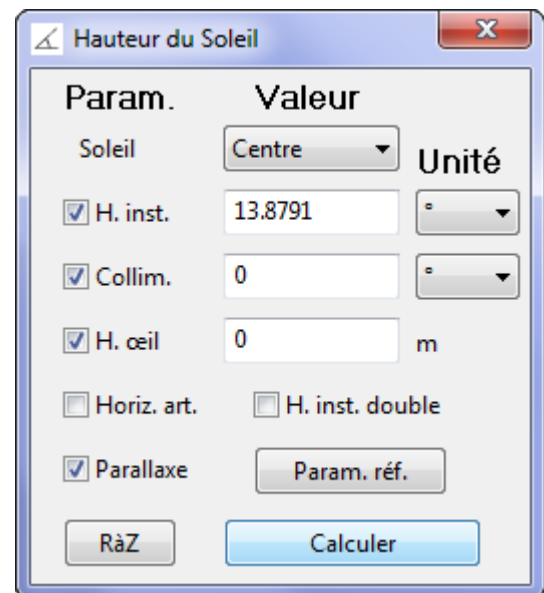 Hauteur du Soleil
Param. Valeur
Soleil Centre Unité
H. inst. 13.8791 °
Collim. 0 °
H. œil 0 m
Horiz. art. H. inst. double
Parallaxe Param. réf.
RàZ Calculer